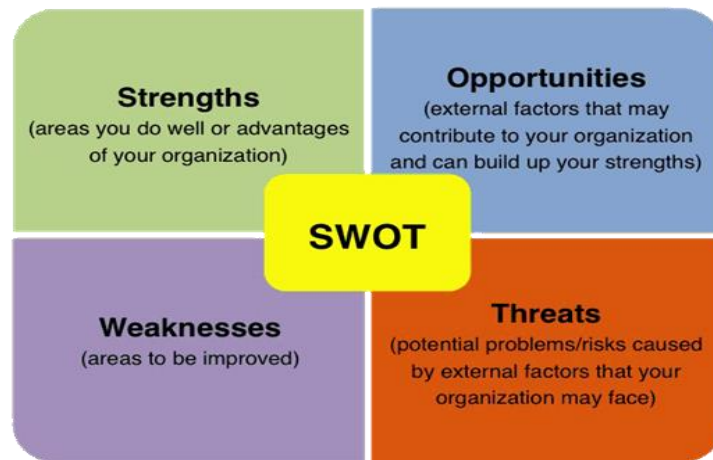 Strengths
(areas you do well or advantages
of your organization)
Opportunities
(external factors that may
contribute to your organization
and can build up your strengths)
SWOT
Weaknesses
(areas to be improved)
Threats
(potential problems/risks caused
by external factors that your
organization may face)